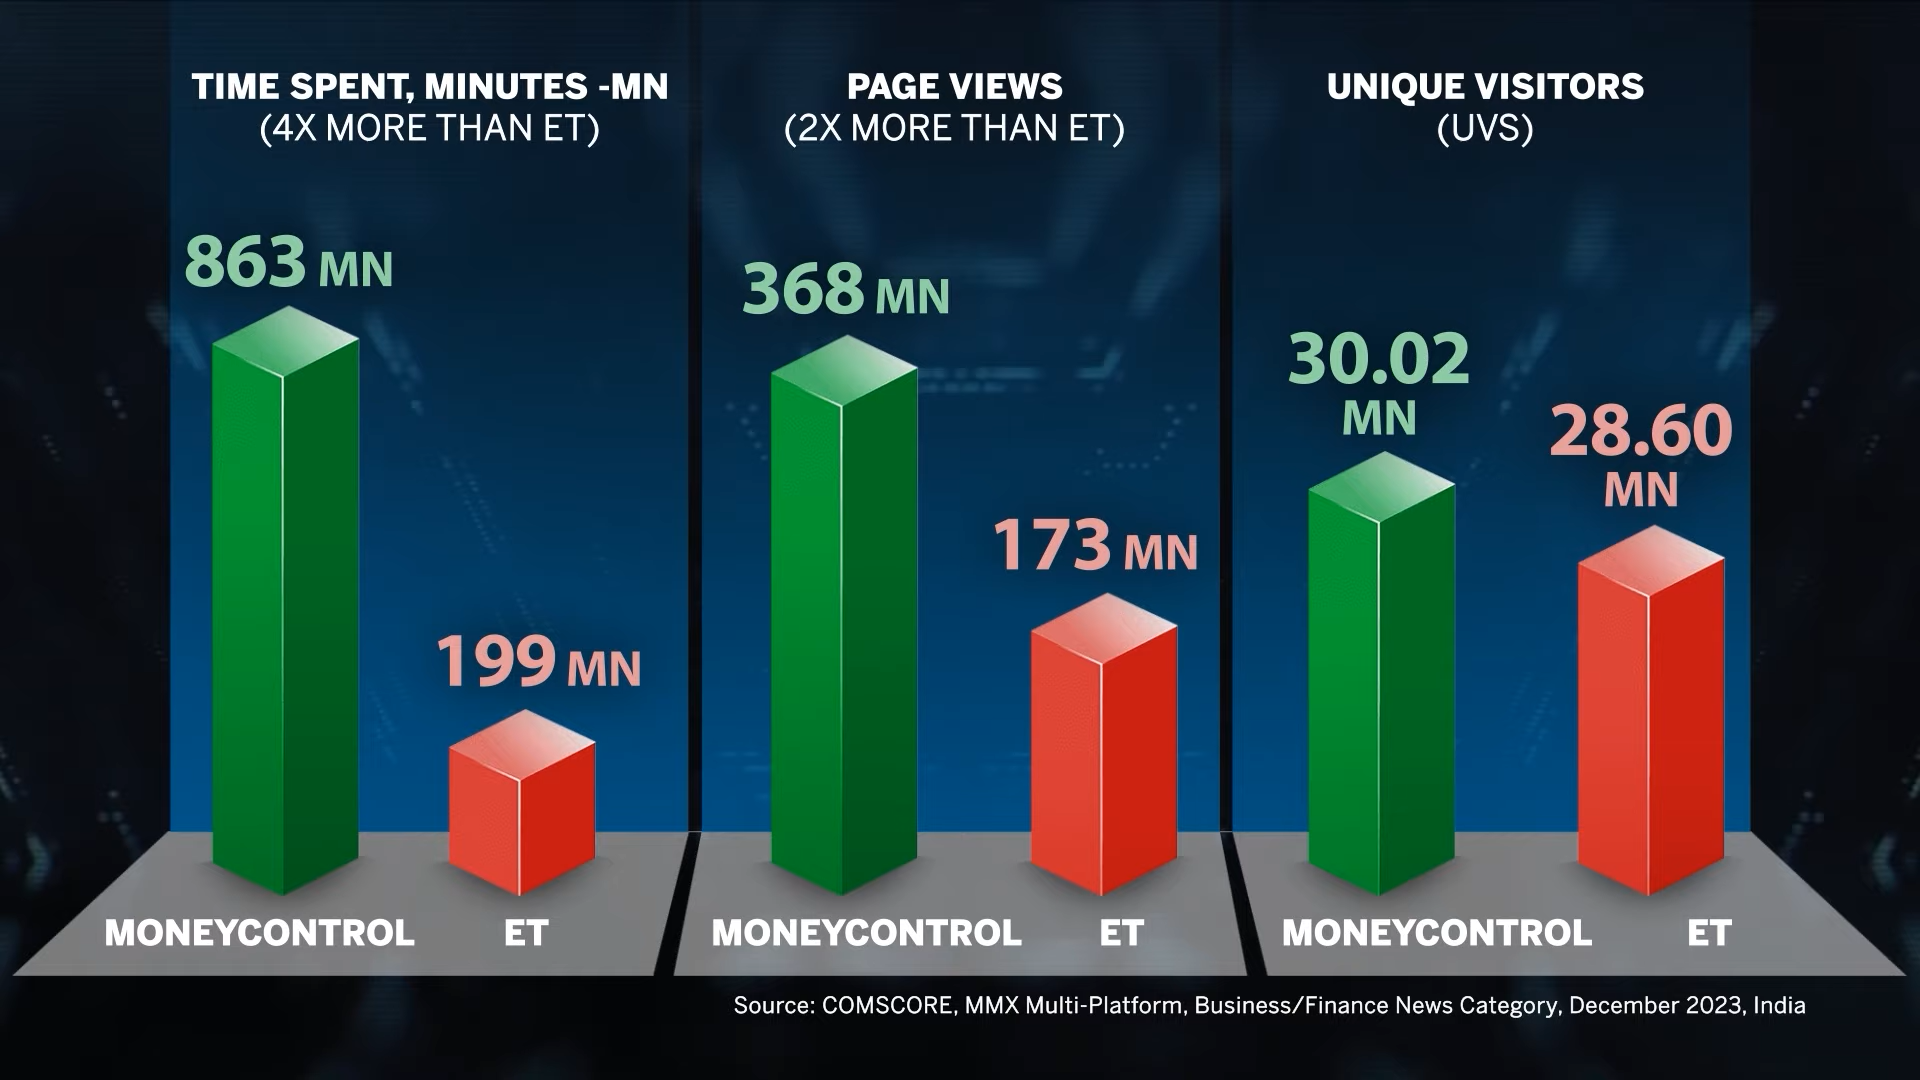 TIME SPENT, MINUTES -MN
(4X MORE THAN ET)
863 MN
199 MN
MONEYCONTROL
ET
PAGE VIEWS
(2X MORE THAN ET)
368 MN
173 MN
MONEYCONTROL
ET
UNIQUE VISITORS
(UVS)
30.02
MN
28.60
MN
MONEYCONTROL
ET
Source: COMSCORE, MMX Multi-Platform, Business/Finance News Category, December 2023, India